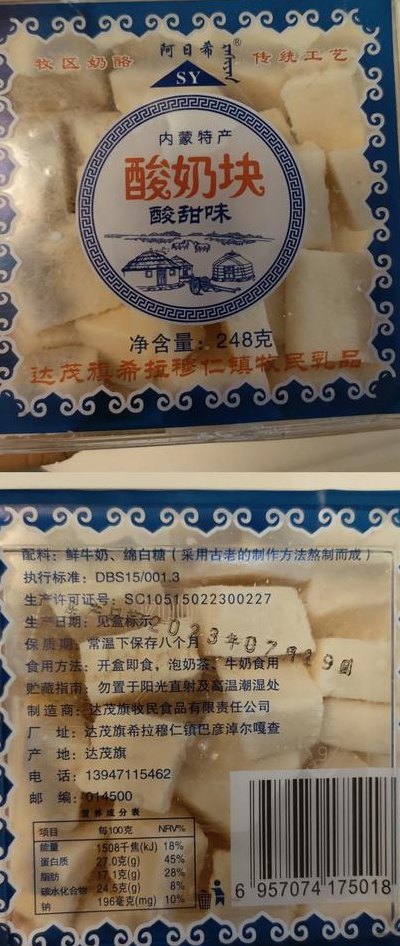 阿日希®
牧区奶酪
传统工艺
SY
内蒙特产
酸奶块
酸甜味
净含量：248克
达茂旗希拉穆仁镇牧民乳品
配料：鲜牛奶、绵白糖（采用古老的制作方法熬制而成）
执行标准：DBS15/001.3
生产许可证号：SC10515022300227
生产日期：见盒标示
2023年07月19日
保质期：常温下保存八个月
食用方法：开盒即食，泡奶茶、牛奶食用
贮藏指南：勿置于阳光直射及高温潮湿处
制造商：达茂旗牧民食品有限责任公司
厂 址：达茂旗希拉穆仁镇巴彦淖尔嘎查
产 地：达茂旗
电 话：13947115462
邮 编：014500
营养成分表
项目 每100克 NRV%
能量 1508千焦(kJ) 18%
蛋白质 27.0克(g) 45%
脂肪 17.1克(g) 28%
碳水化合物 24.5克(g) 8%
钠 196毫克(mg) 10%
6 957074 175018